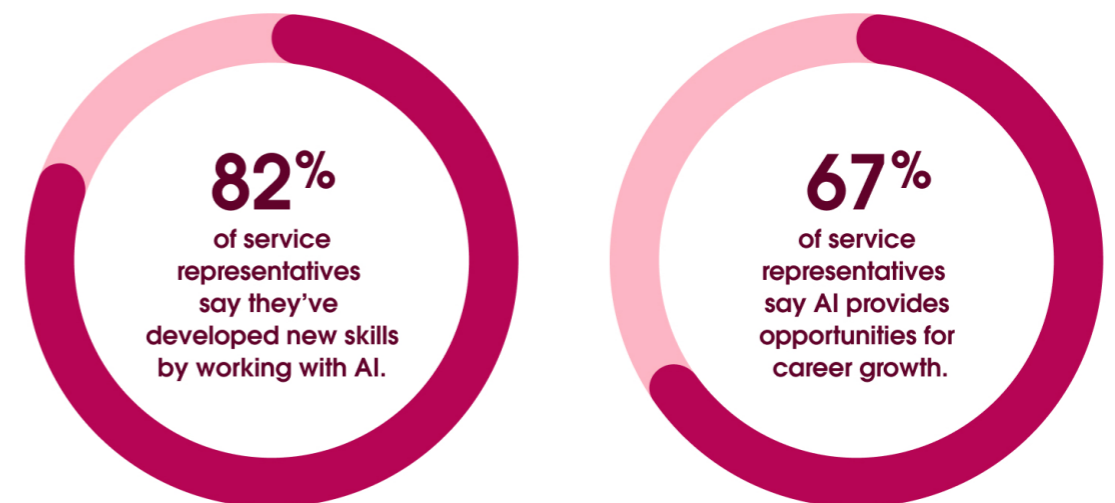 82%
of service
representatives
say they’ve
developed new skills
by working with AI.
67%
of service
representatives
say AI provides
opportunities for
career growth.